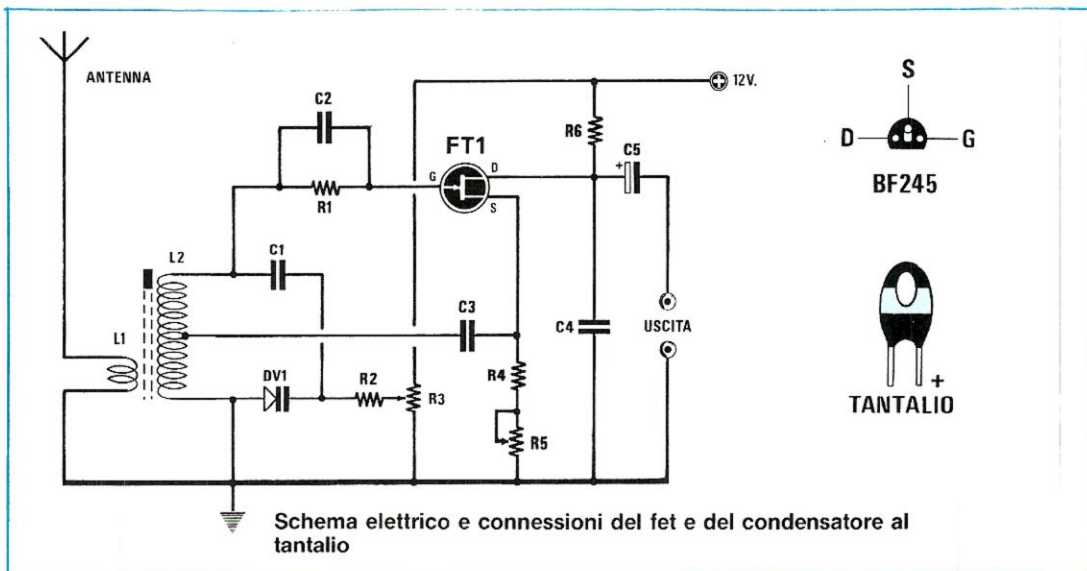 ANTENNA
C2
R1
FT1
G
D
S
R6
12V.
C5
+
L2
C1
L1
C3
C4
USCITA
DV1
R2
R3
R4
R5
S
D
G
BF245
+
TANTALIO
Schema elettrico e connessioni del fet e del condensatore al
tantalio